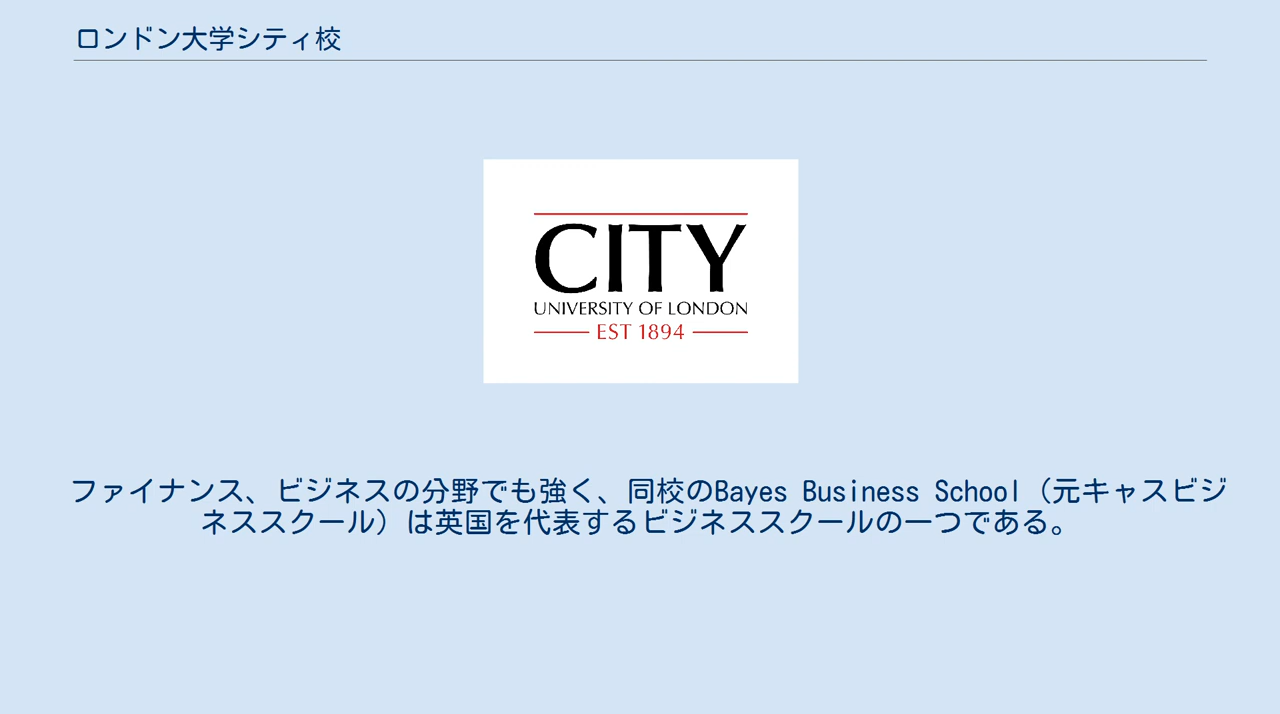 ロンドン大学シティ校
CITY
UNIVERSITY OF LONDON
EST 1894
ファイナンス、ビジネスの分野でも強く、同校のBayes Business School（元キャスビジ
ネススクール）は英国を代表するビジネススクールの一つである。